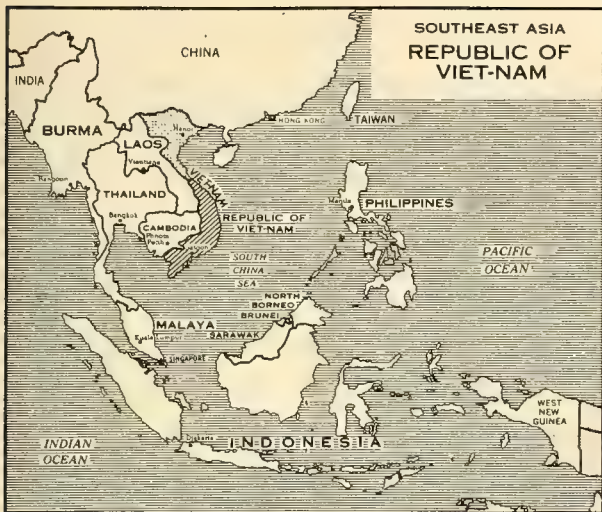 SOUTHEAST ASIA
REPUBLIC OF
VIET-NAM
CHINA
INDIA
HONG KONG
TAIWAN
BURMA
Hanoi
LAOS
Vientiane
VIETNAM
Rangoon
THAILAND
Manila
PHILIPPINES
REPUBLIC OF
VIET-NAM
Bangkok
CAMBODIA
Phnom
Penh
PACIFIC
OCEAN
SOUTH
CHINA
SEA
NORTH
BORNEO
BRUNEI
MALAYA
SARAWAK
Kuala Lumpur
SINGAPORE
WEST
NEW
GUINEA
Djakarta
INDONESIA
INDIAN
OCEAN